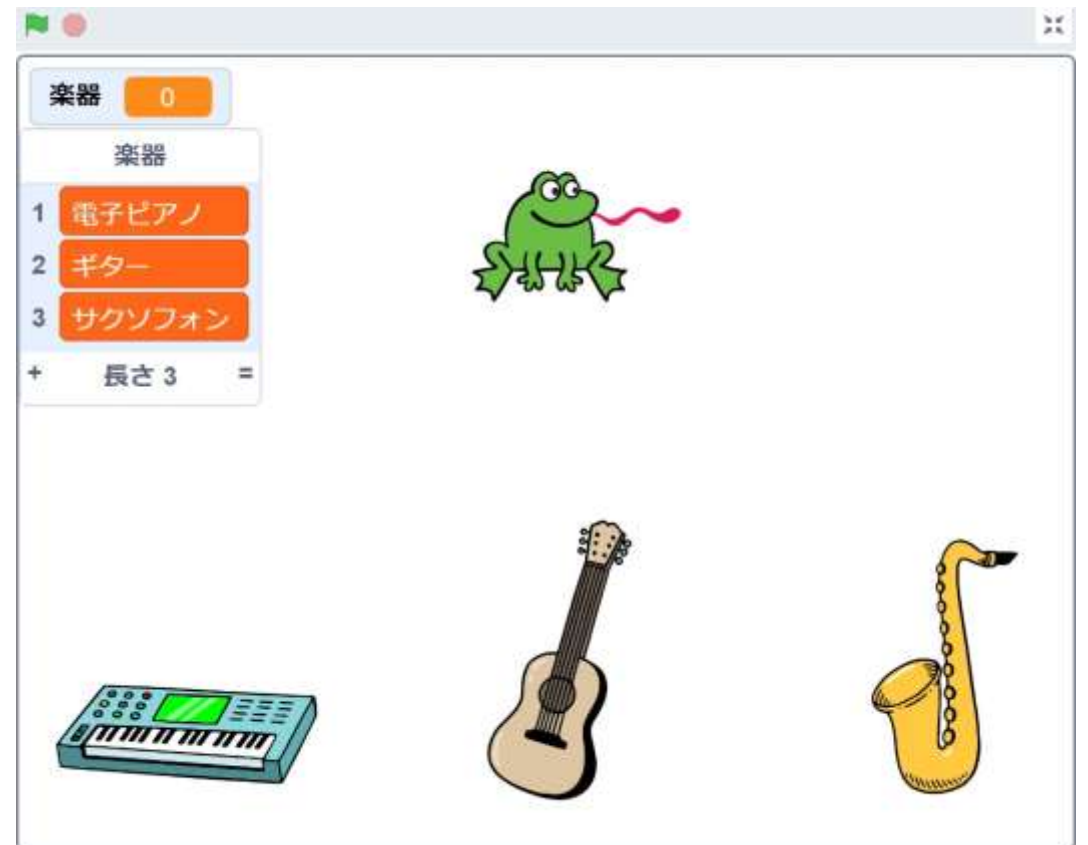 楽器 0
楽器
1 電子ピアノ
2 ギター
3 サクソフォン
+ 長さ 3 =